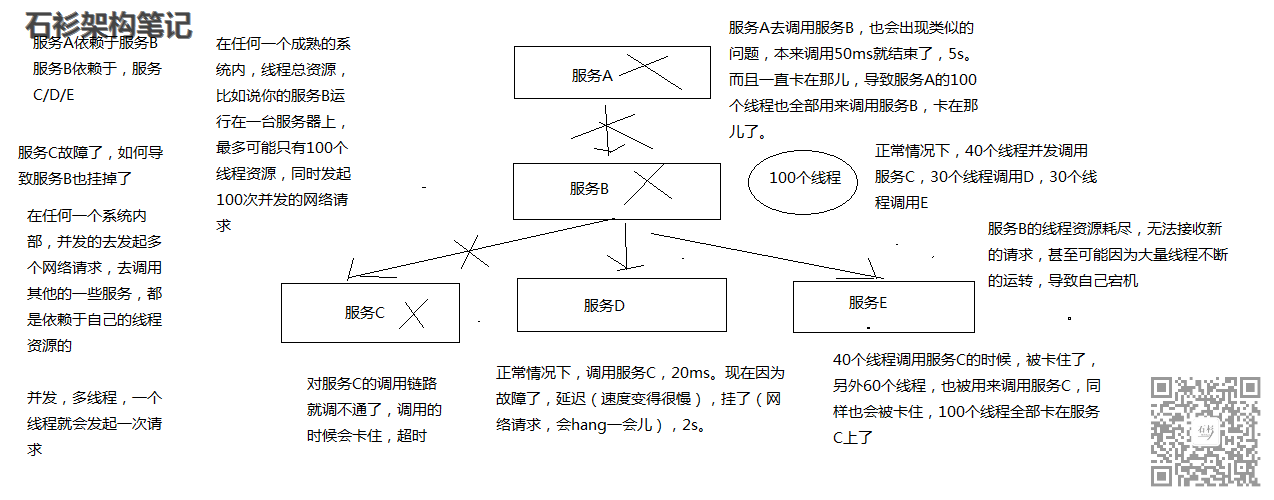 石杉架构笔记
服务A依赖于服务B
服务B依赖于，服务
C/D/E
服务C故障了，如何导
致服务B也挂掉了
在任何一个系统内
部，并发的去发起多
个网络请求，去调用
其他的一些服务，都
是依赖于自己的线程
资源的
并发，多线程，一个
线程就会发起一次请
求
在任何一个成熟的系
统内，线程总资源，
比如说你的服务B运
行在一台服务器上，
最多可能只有100个
线程资源，同时发起
100次并发的网络请
求
服务A
服务B
服务C
服务D
服务E
服务A去调用服务B，也会出现类似的
问题，本来调用50ms就结束了，5s。
而且一直卡在那儿，导致服务A的100
个线程也全部用来调用服务B，卡在那
儿了。
100个线程
正常情况下，40个线程并发调用
服务C，30个线程调用D，30个线
程调用E
服务B的线程资源耗尽，无法接收新
的请求，甚至可能因为大量线程不断
的运转，导致自己宕机
对服务C的调用链路
就调不通了，调用的
时候会卡住，超时
正常情况下，调用服务C，20ms。现在因为
故障了，延迟（速度变得很慢），挂了（网
络请求，会hang一会儿），2s。
40个线程调用服务C的时候，被卡住了，
另外60个线程，也被用来调用服务C，同
样也会被卡住，100个线程全部卡在服务
C上了